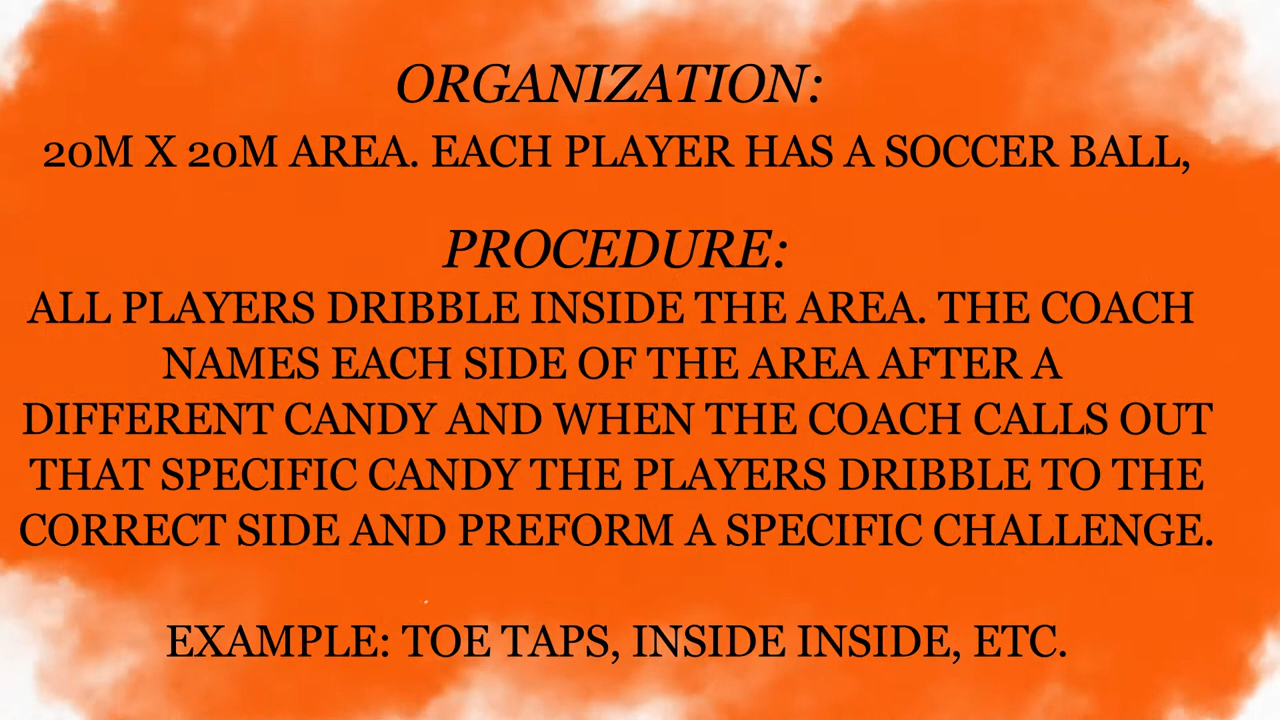 ORGANIZATION:
20M X 20M AREA. EACH PLAYER HAS A SOCCER BALL,
PROCEDURE:
ALL PLAYERS DRIBBLE INSIDE THE AREA. THE COACH
NAMES EACH SIDE OF THE AREA AFTER A
DIFFERENT CANDY AND WHEN THE COACH CALLS OUT
THAT SPECIFIC CANDY THE PLAYERS DRIBBLE TO THE
CORRECT SIDE AND PREFORM A SPECIFIC CHALLENGE.
EXAMPLE: TOE TAPS, INSIDE INSIDE, ETC.